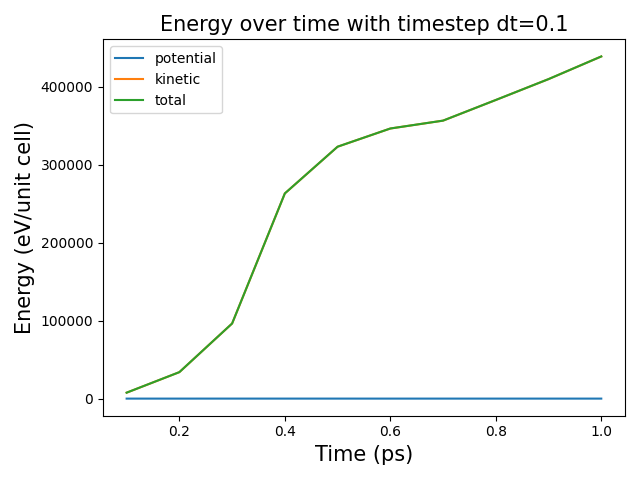 Energy over time with timestep dt=0.1
potential
kinetic
total
400000
300000
200000
100000
0
Energy (eV/unit cell)
0.2 0.4 0.6 0.8 1.0
Time (ps)